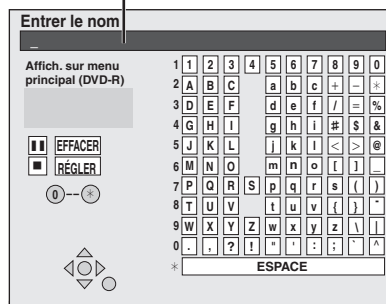 Entrer le nom
_
Affich. sur menu
principal (DVD-R)
EFFACER
RÉGLER
0 -- *
1 1 2 3 4 5 6 7 8 9 0
2 A B C a b c + - *
3 D E F d e f / = %
4 G H I g h i # $ &
5 J K L j k l < > @
6 M N O m n o [ ] _
7 P Q R S p q r s ( )
8 T U V t u v { } ~
9 W X Y Z w x y z \ |
0 . , ? ! " ' : ; ` ^
* ESPACE